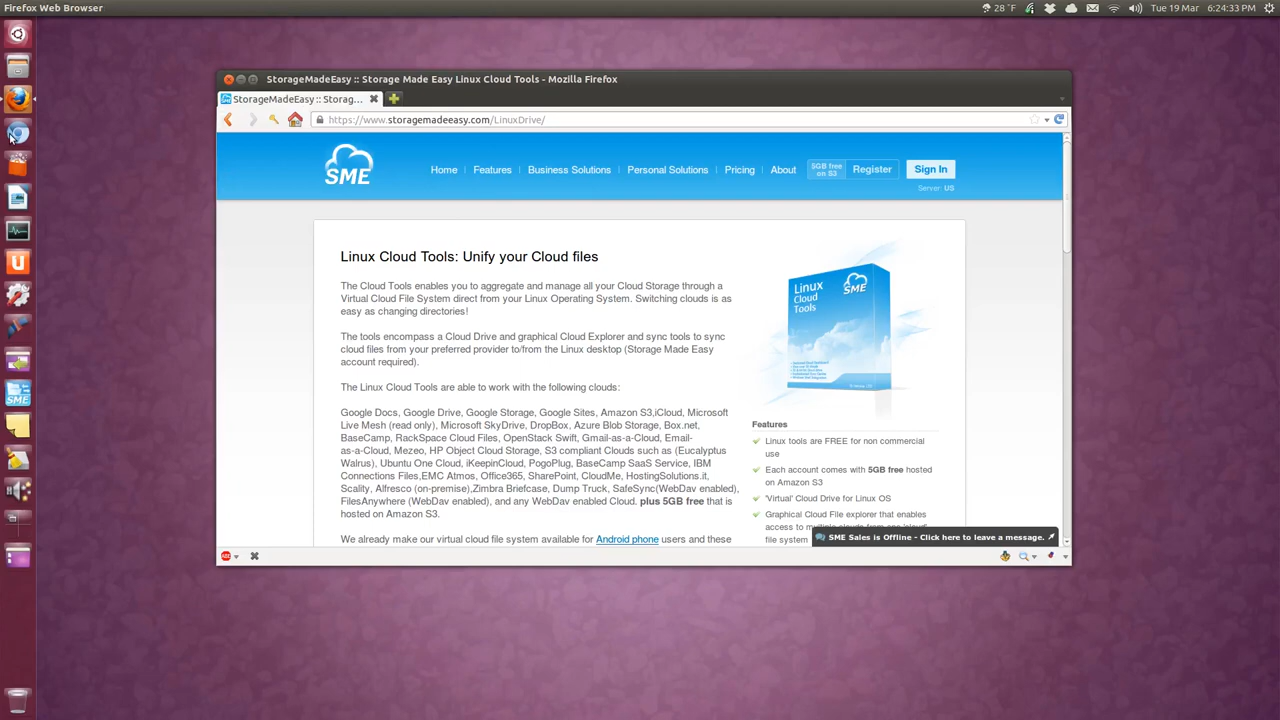 Firefox Web Browser
28 °F
Tue 19 Mar 6:24:33 PM
StorageMadeEasy :: Storage Made Easy Linux Cloud Tools - Mozilla Firefox
StorageMadeEasy :: Storag...
https://www.storagemadeeasy.com/LinuxDrive/
SME
Home
Features
Business Solutions
Personal Solutions
Pricing
About
5GB free
on S3
Register
Sign In
Server: US
Linux Cloud Tools: Unify your Cloud files
The Cloud Tools enables you to aggregate and manage all your Cloud Storage through a
Virtual Cloud File System direct from your Linux Operating System. Switching clouds is as
easy as changing directories!
The tools encompass a Cloud Drive and graphical Cloud Explorer and sync tools to sync
cloud files from your preferred provider to/from the Linux desktop (Storage Made Easy
account required).
The Linux Cloud Tools are able to work with the following clouds:
Google Docs, Google Drive, Google Storage, Google Sites, Amazon S3,iCloud, Microsoft
Live Mesh (read only), Microsoft SkyDrive, DropBox, Azure Blob Storage, Box.net,
BaseCamp, RackSpace Cloud Files, OpenStack Swift, Gmail-as-a-Cloud, Email-
as-a-Cloud, Mezeo, HP Object Cloud Storage, S3 compliant Clouds such as (Eucalyptus
Walrus), Ubuntu One Cloud, iKeepinCloud, PogoPlug, BaseCamp SaaS Service, IBM
Connections Files,EMC Atmos, Office365, SharePoint, CloudMe, HostingSolutions.it,
Scality, Alfresco (on-premise),Zimbra Briefcase, Dump Truck, SafeSync(WebDav enabled),
FilesAnywhere (WebDav enabled), and any WebDav enabled Cloud. plus 5GB free that is
hosted on Amazon S3.
We already make our virtual cloud file system available for Android phone users and these
Linux
Cloud
Tools
SME
Features
Linux tools are FREE for non commercial
use
Each account comes with 5GB free hosted
on Amazon S3
'Virtual' Cloud Drive for Linux OS
Graphical Cloud File explorer that enables
access to multiple clouds from one 'cloud'
file system
SME Sales is Offline - Click here to leave a message.
ABP
SME